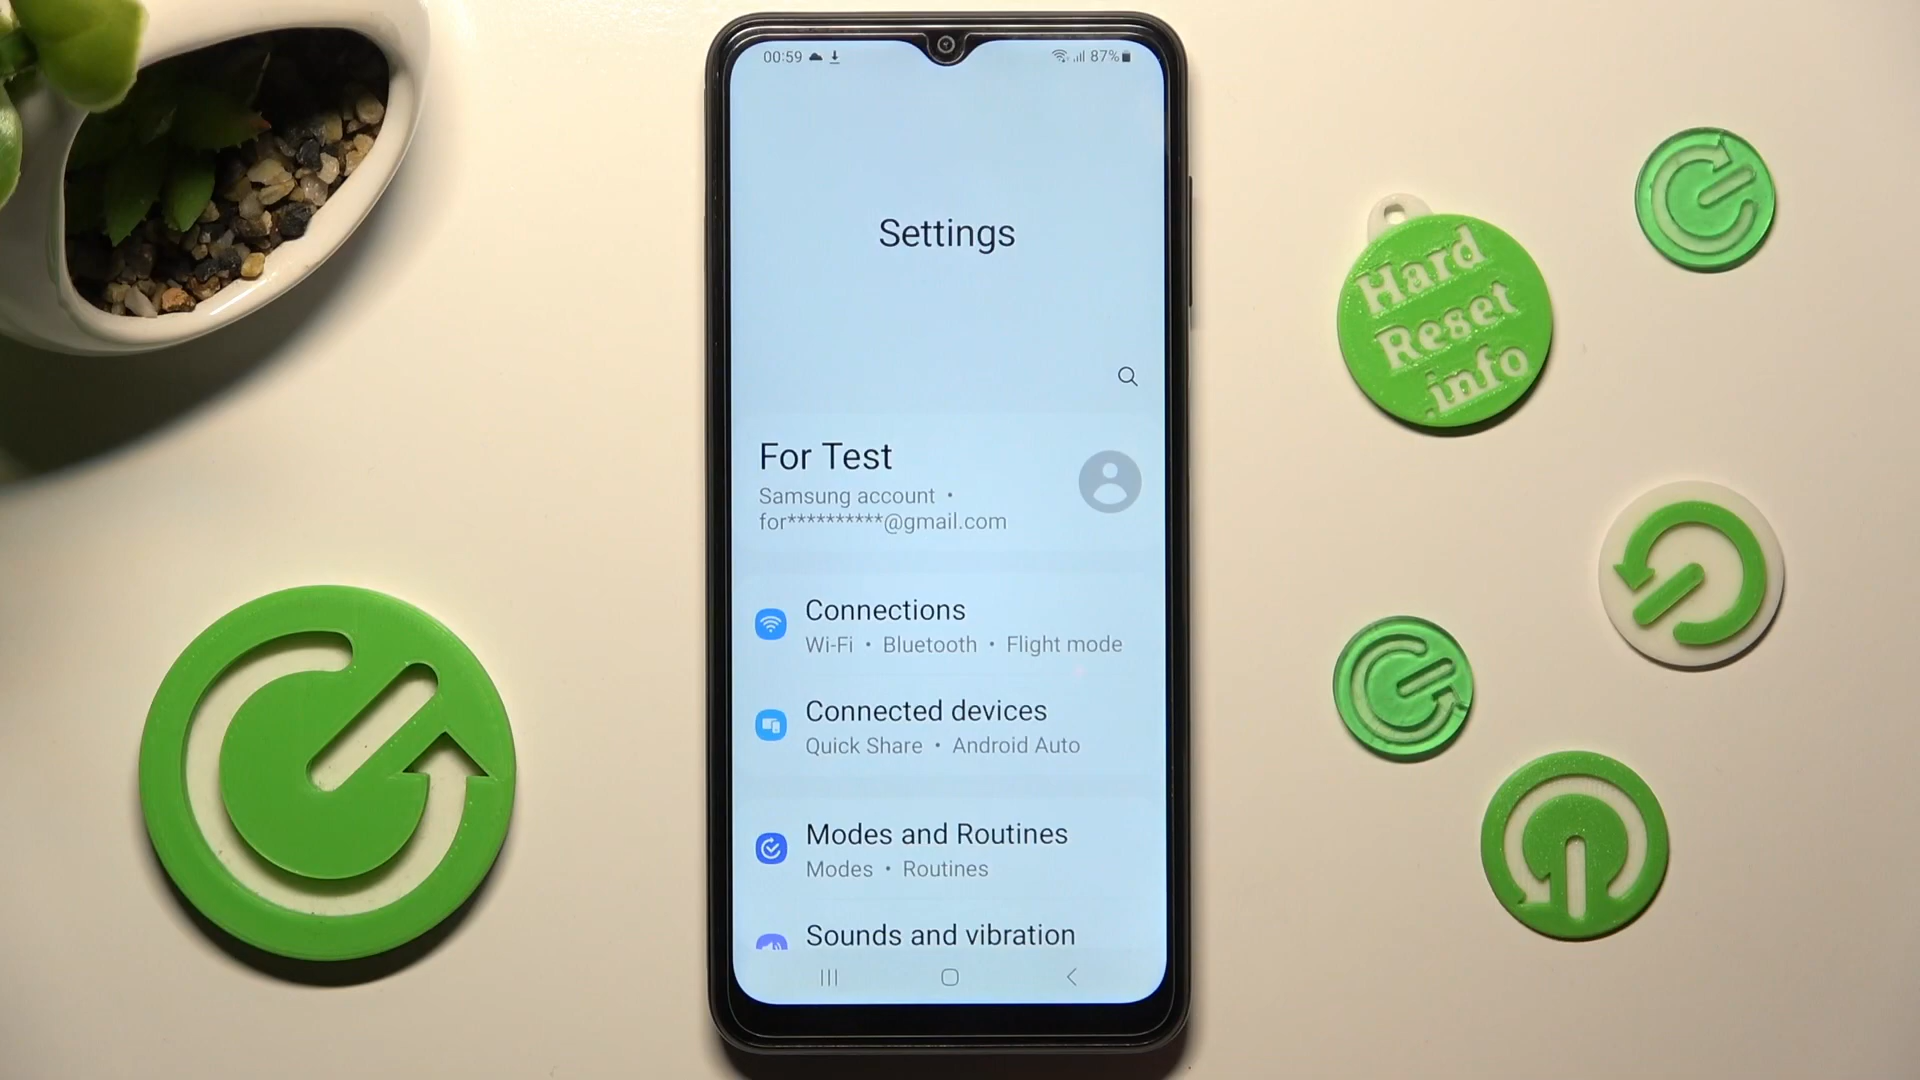 00:59
87%
Settings
For Test
Samsung account •
for**********@gmail.com
Connections
Wi-Fi • Bluetooth • Flight mode
Connected devices
Quick Share • Android Auto
Modes and Routines
Modes • Routines
Sounds and vibration
Hard
Reset
.info